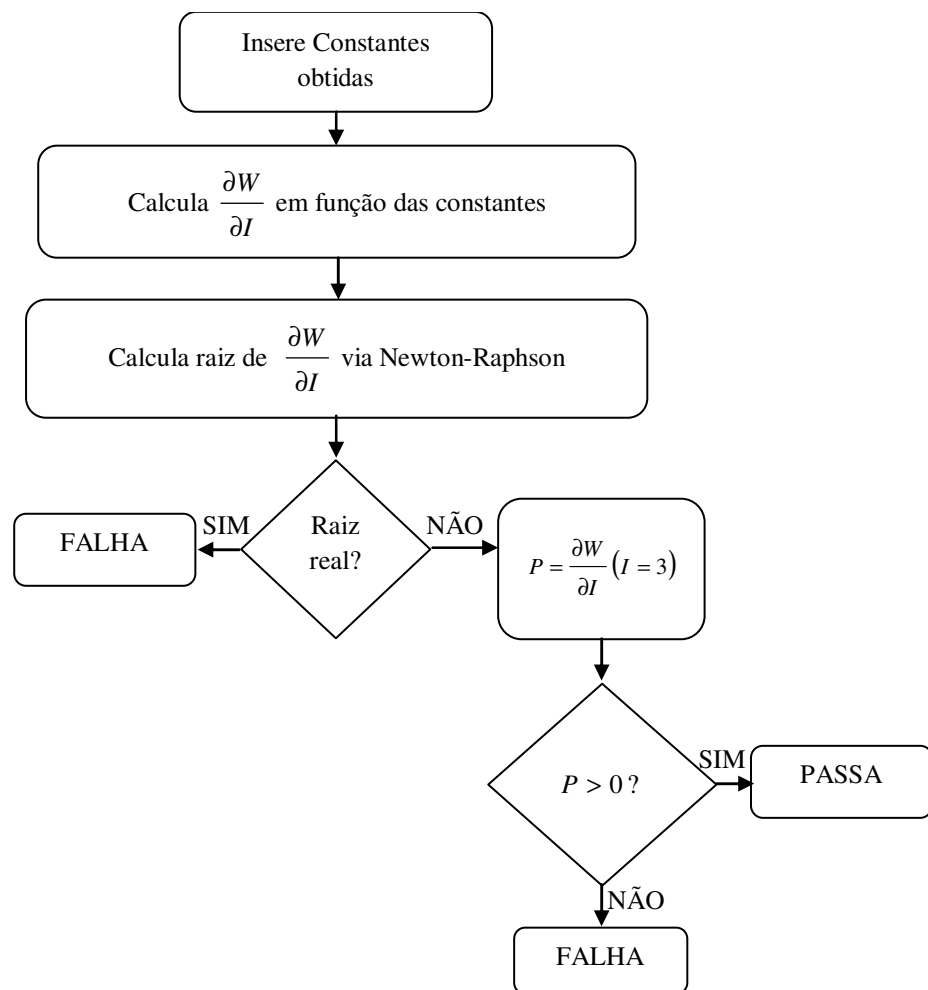 Insere Constantes
obtidas
Calcula ∂W/∂I em função das constantes
Calcula raiz de ∂W/∂I via Newton-Raphson
Raiz
real?
SIM
NÃO
FALHA
P = ∂W/∂I (I = 3)
P > 0 ?
SIM
PASSA
NÃO
FALHA